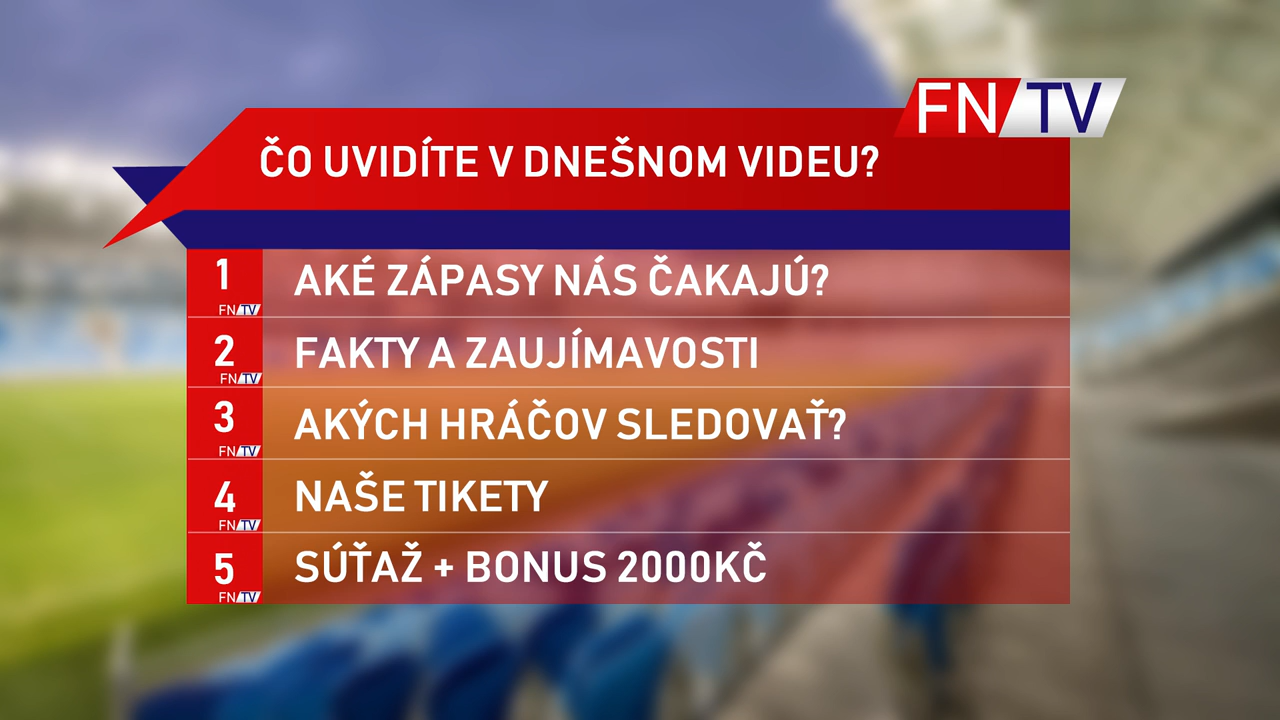 FN/TV
ČO UVIDÍTE V DNEŠNOM VIDEU?
1 AKÉ ZÁPASY NÁS ČAKAJÚ?
FN/TV
2 FAKTY A ZAUJÍMAVOSTI
FN/TV
3 AKÝCH HRÁČOV SLEDOVAŤ?
FN/TV
4 NAŠE TIKETY
FN/TV
5 SÚŤAŽ + BONUS 2000KČ
FN/TV